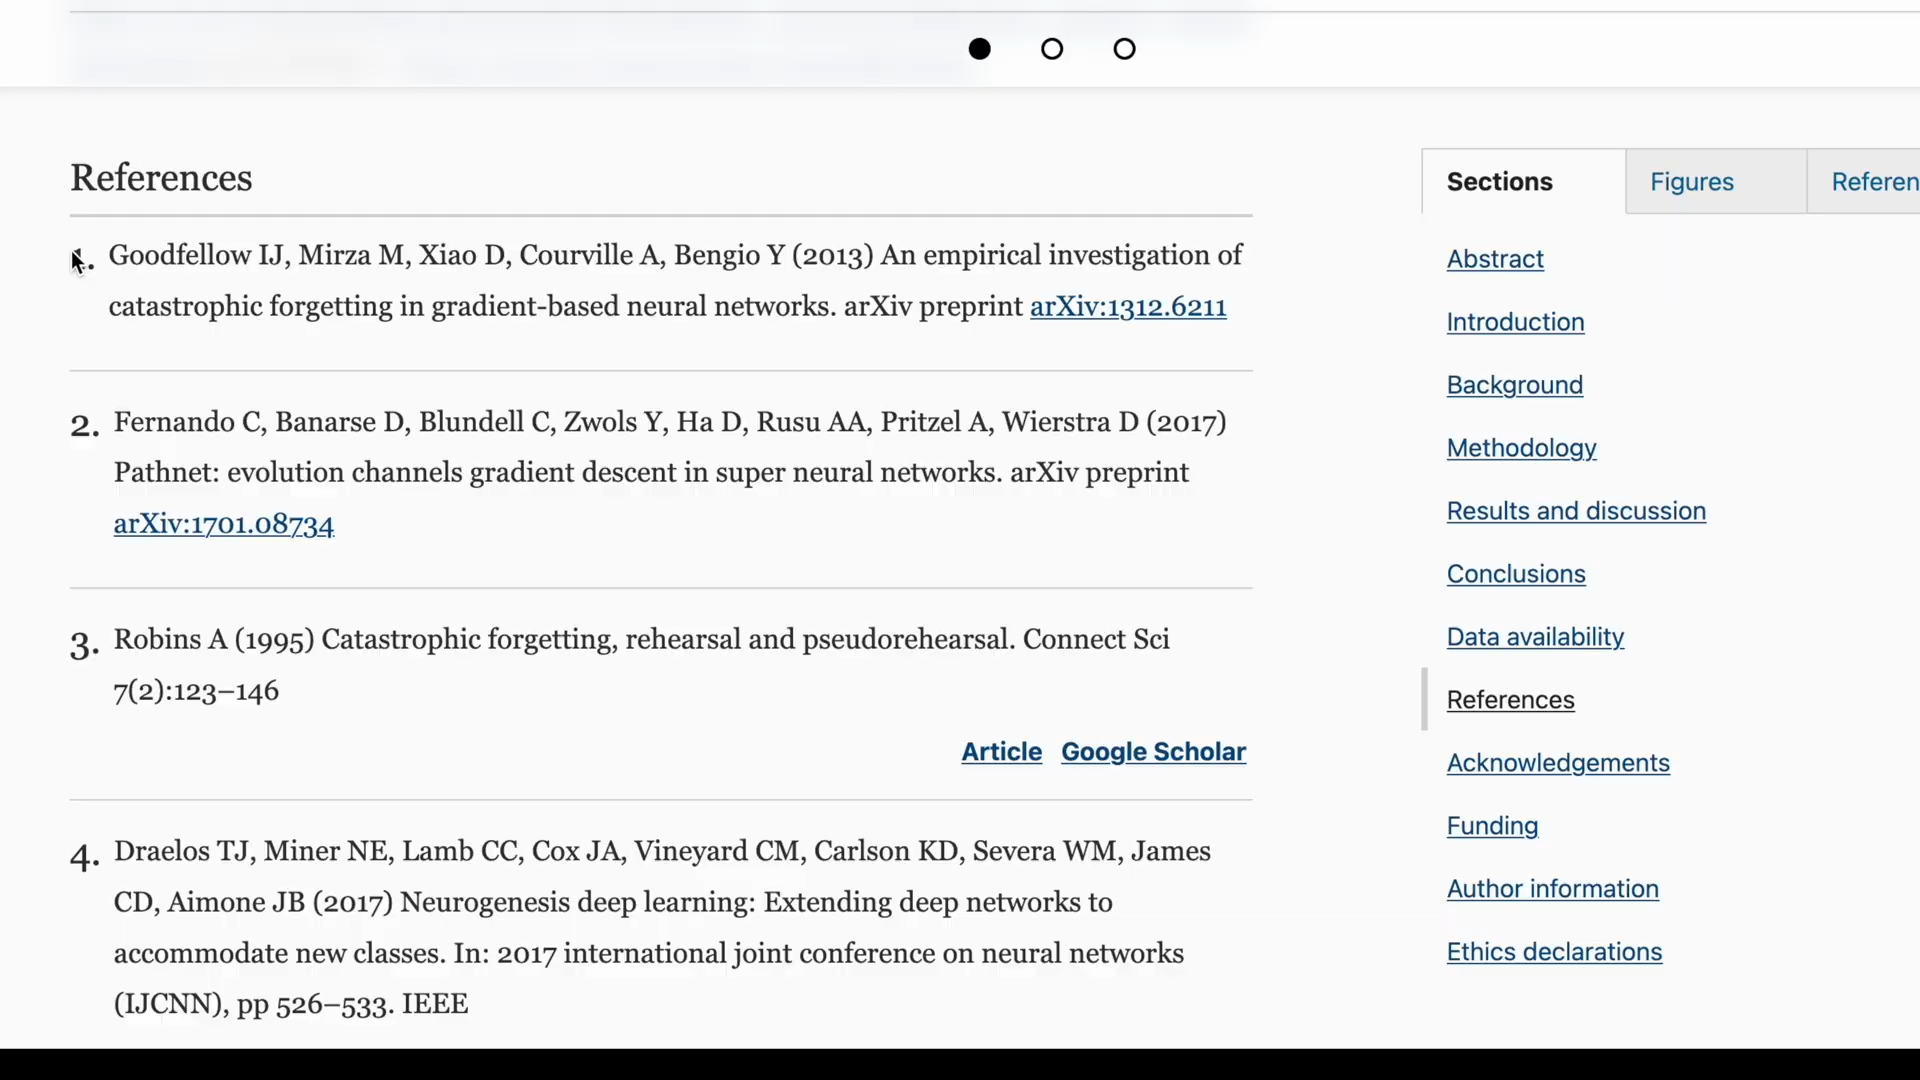 References
1. Goodfellow IJ, Mirza M, Xiao D, Courville A, Bengio Y (2013) An empirical investigation of
catastrophic forgetting in gradient-based neural networks. arXiv preprint arXiv:1312.6211
2. Fernando C, Banarse D, Blundell C, Zwols Y, Ha D, Rusu AA, Pritzel A, Wierstra D (2017)
Pathnet: evolution channels gradient descent in super neural networks. arXiv preprint
arXiv:1701.08734
3. Robins A (1995) Catastrophic forgetting, rehearsal and pseudorehearsal. Connect Sci
7(2):123–146
Article Google Scholar
4. Draelos TJ, Miner NE, Lamb CC, Cox JA, Vineyard CM, Carlson KD, Severa WM, James
CD, Aimone JB (2017) Neurogenesis deep learning: Extending deep networks to
accommodate new classes. In: 2017 international joint conference on neural networks
(IJCNN), pp 526–533. IEEE
Sections Figures Referen
Abstract
Introduction
Background
Methodology
Results and discussion
Conclusions
Data availability
References
Acknowledgements
Funding
Author information
Ethics declarations